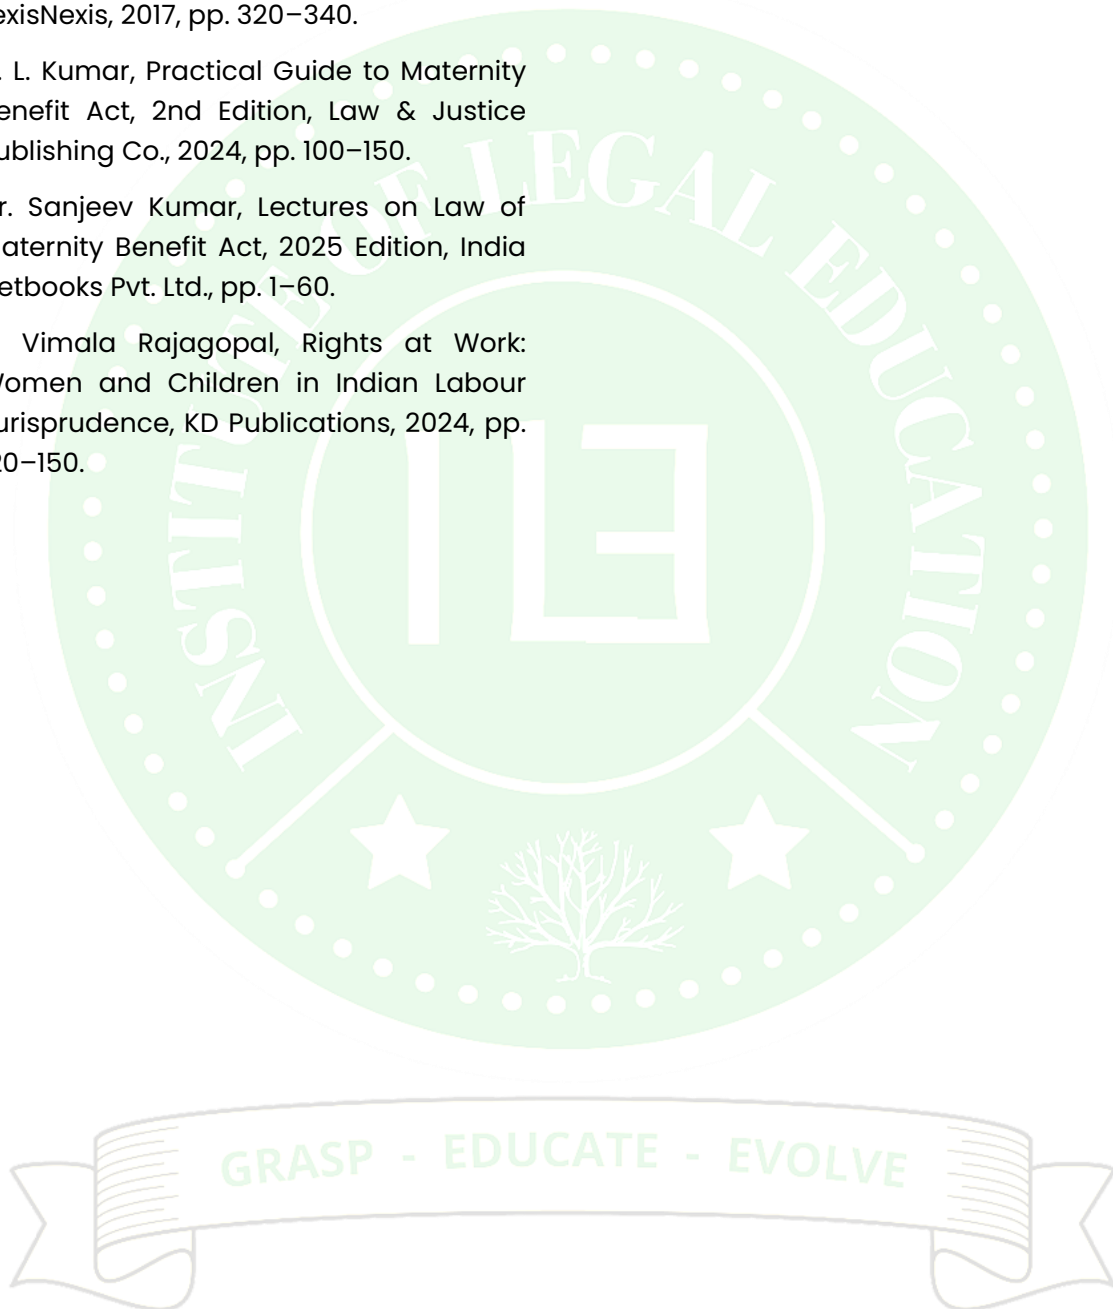 exisNexis, 2017, pp. 320–340.
. L. Kumar, Practical Guide to Maternity
enefit Act, 2nd Edition, Law & Justice
ublishing Co., 2024, pp. 100–150.
r. Sanjeev Kumar, Lectures on Law of
aternity Benefit Act, 2025 Edition, India
etbooks Pvt. Ltd., pp. 1–60.
Vimala Rajagopal, Rights at Work:
omen and Children in Indian Labour
urisprudence, KD Publications, 2024, pp.
20–150.
INSTITUTE OF LEGAL EDUCATION
ILE
GRASP - EDUCATE - EVOLVE